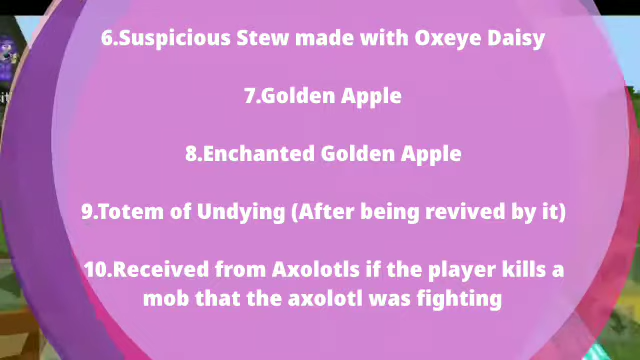 6.Suspicious Stew made with Oxeye Daisy
7.Golden Apple
8.Enchanted Golden Apple
9.Totem of Undying (After being revived by it)
10.Received from Axolotls if the player kills a
mob that the axolotl was fighting